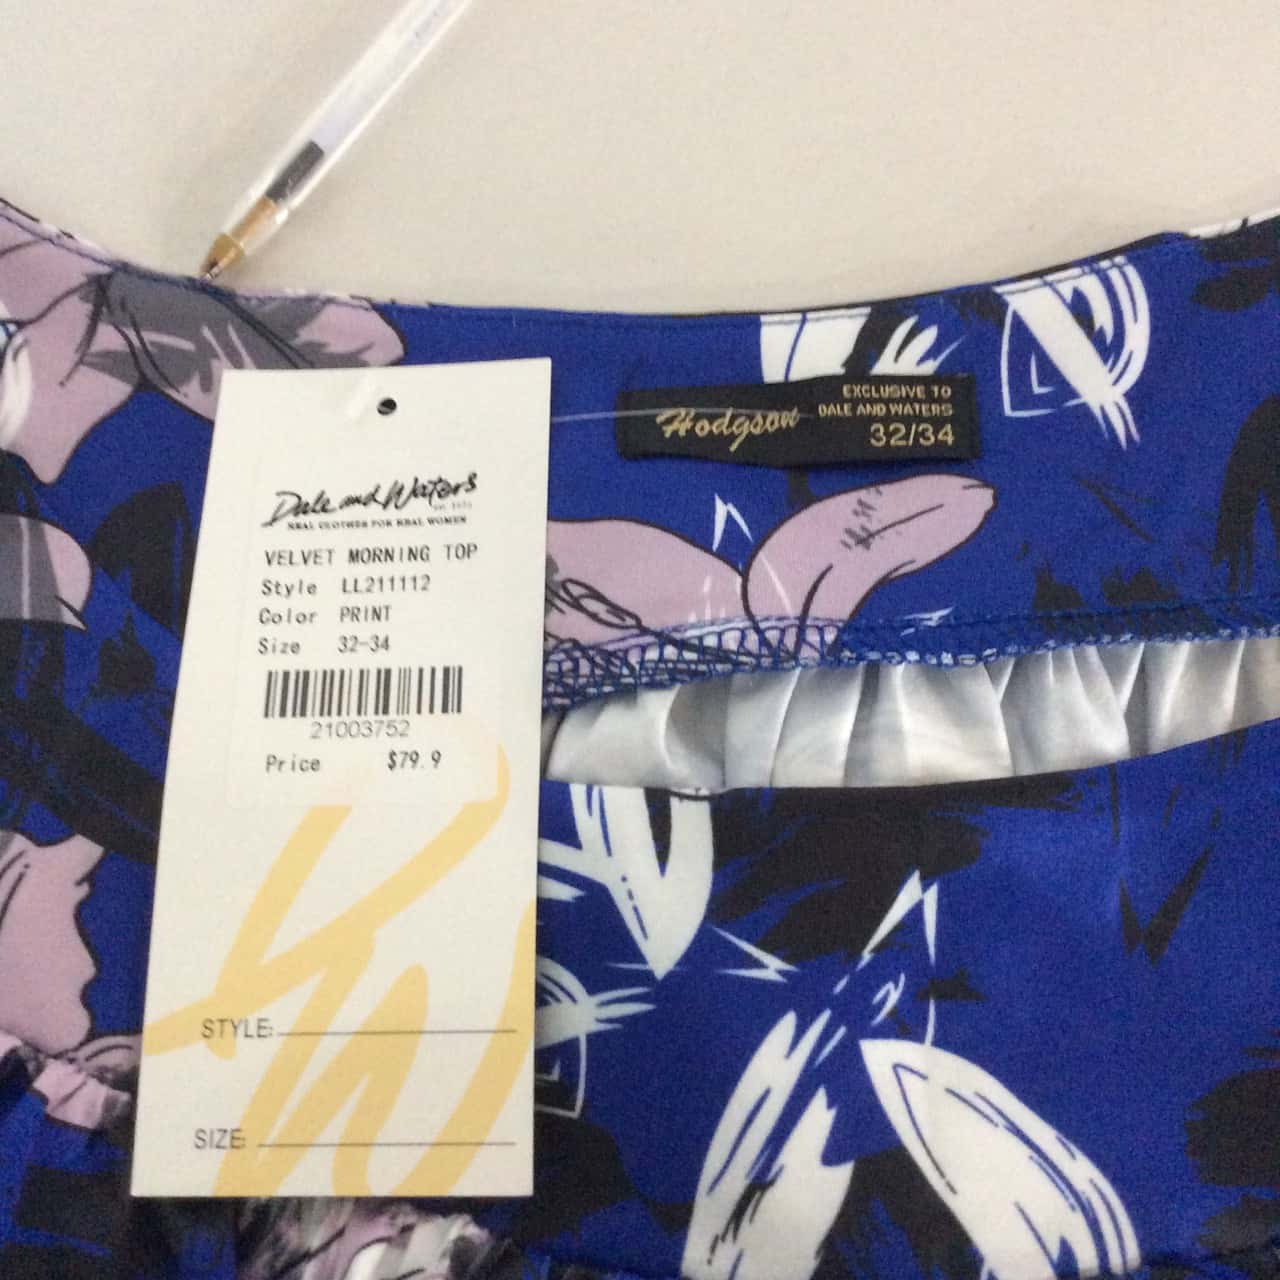 EXCLUSIVE TO
Hodgson DALE AND WATERS
32/34
Dale and Waters
REAL CLOTHES FOR REAL WOMEN
VELVET MORNING TOP
Style LL211112
Color PRINT
Size 32-34
21003752
Price $79.9
STYLE:
SIZE: